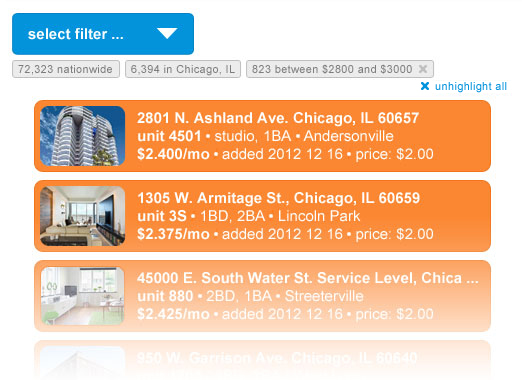 select filter ...
72,323 nationwide 6,394 in Chicago, IL 823 between $2800 and $3000
unhighlight all
2801 N. Ashland Ave. Chicago, IL 60657
unit 4501 • studio, 1BA • Andersonville
$2.400/mo • added 2012 12 16 • price: $2.00
1305 W. Armitage St., Chicago, IL 60659
unit 3S • 1BD, 2BA • Lincoln Park
$2.375/mo • added 2012 12 16 • price: $2.00
45000 E. South Water St. Service Level, Chica ...
unit 880 • 2BD, 1BA • Streeterville
$2.425/mo • added 2012 12 16 • price: $2.00
950 W. Garrison Ave. Chicago, IL 60640